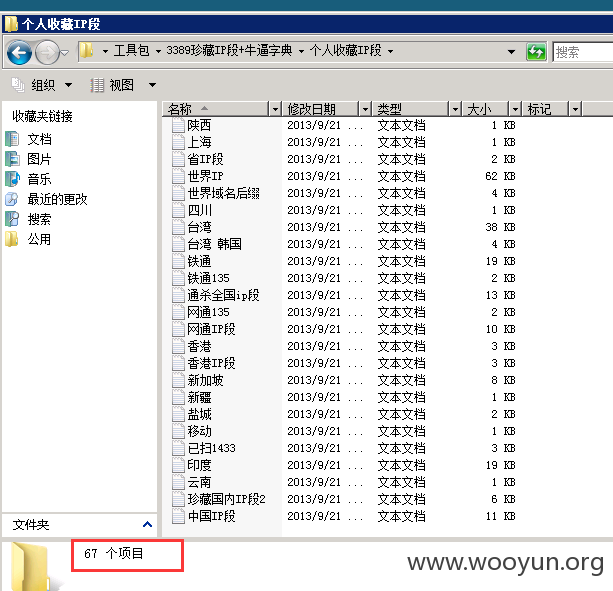 个人收藏IP段
工具包 3389珍藏IP段+牛逼字典 个人收藏IP段
搜索
组织 视图
收藏夹链接
文档
图片
音乐
最近的更改
搜索
公用
名称 修改日期 类型 大小 标记
陕西 2013/9/21 ... 文本文档 1 KB
上海 2013/9/21 ... 文本文档 1 KB
省IP段 2013/9/21 ... 文本文档 2 KB
世界IP 2013/9/21 ... 文本文档 62 KB
世界域名后缀 2013/9/21 ... 文本文档 4 KB
四川 2013/9/21 ... 文本文档 1 KB
台湾 2013/9/21 ... 文本文档 38 KB
台湾 韩国 2013/9/21 ... 文本文档 4 KB
铁通 2013/9/21 ... 文本文档 19 KB
铁通135 2013/9/21 ... 文本文档 2 KB
通杀全国ip段 2013/9/21 ... 文本文档 13 KB
网通135 2013/9/21 ... 文本文档 2 KB
网通IP段 2013/9/21 ... 文本文档 10 KB
香港 2013/9/21 ... 文本文档 3 KB
香港IP段 2013/9/21 ... 文本文档 3 KB
新加坡 2013/9/21 ... 文本文档 8 KB
新疆 2013/9/21 ... 文本文档 1 KB
盐城 2013/9/21 ... 文本文档 2 KB
移动 2013/9/21 ... 文本文档 1 KB
已扫1433 2013/9/21 ... 文本文档 3 KB
印度 2013/9/21 ... 文本文档 19 KB
云南 2013/9/21 ... 文本文档 1 KB
珍藏国内IP段2 2013/9/21 ... 文本文档 6 KB
中国IP段 2013/9/21 ... 文本文档 11 KB
文件夹
67 个项目
www.wooyun.org